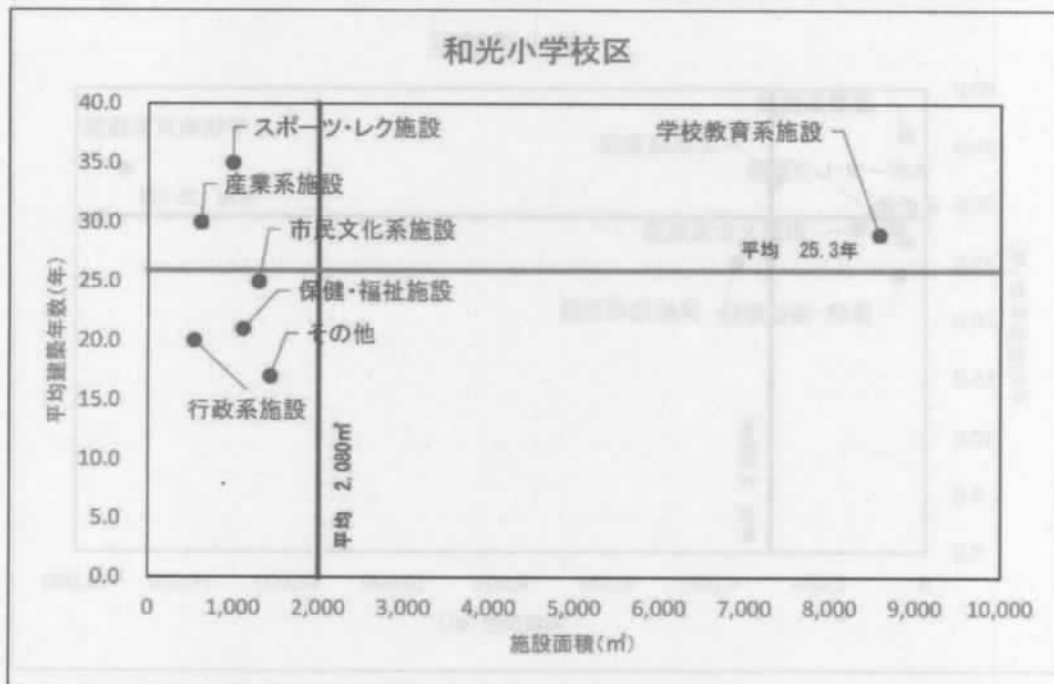 和光小学校区
40.0
35.0
30.0
25.0
20.0
15.0
10.0
5.0
0.0
平均建築年数(年)
スポーツ・レク施設
学校教育系施設
産業系施設
市民文化系施設
平均 25.3年
保健・福祉施設
その他
行政系施設
平均 2,080㎡
0
1,000
2,000
3,000
4,000
5,000
6,000
7,000
8,000
9,000
10,000
施設面積(㎡)